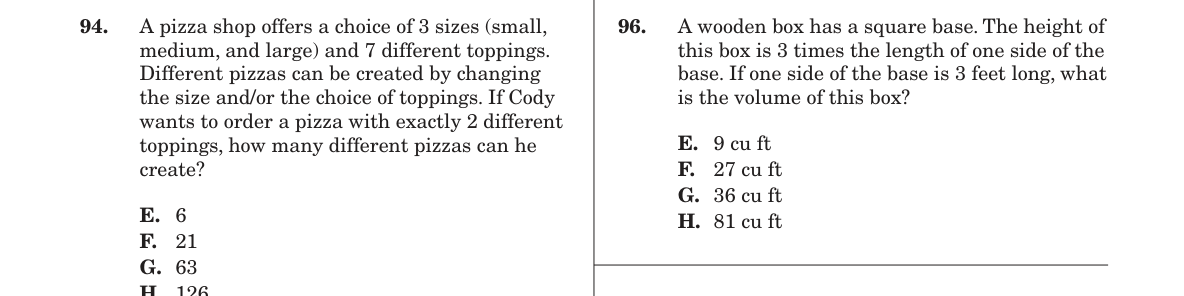 94. A pizza shop offers a choice of 3 sizes (small,
medium, and large) and 7 different toppings.
Different pizzas can be created by changing
the size and/or the choice of toppings. If Cody
wants to order a pizza with exactly 2 different
toppings, how many different pizzas can he
create?
E. 6
F. 21
G. 63
H 126
96. A wooden box has a square base. The height of
this box is 3 times the length of one side of the
base. If one side of the base is 3 feet long, what
is the volume of this box?
E. 9 cu ft
F. 27 cu ft
G. 36 cu ft
H. 81 cu ft